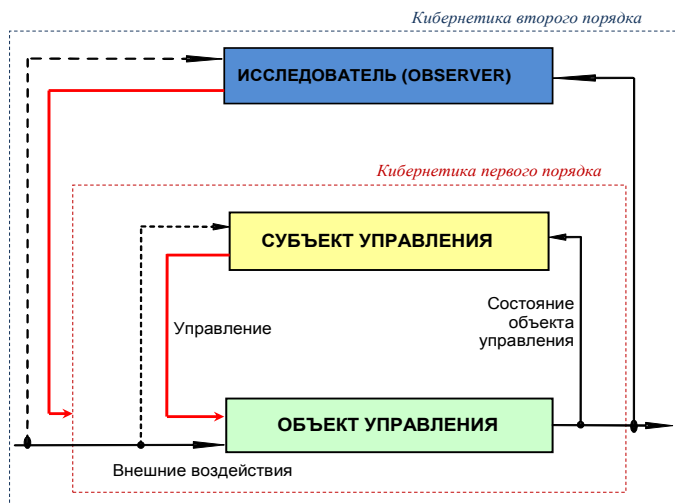 Кибернетика второго порядка
ИССЛЕДОВАТЕЛЬ (OBSERVER)
Кибернетика первого порядка
СУБЪЕКТ УПРАВЛЕНИЯ
Управление
Состояние
объекта
управления
ОБЪЕКТ УПРАВЛЕНИЯ
Внешние воздействия